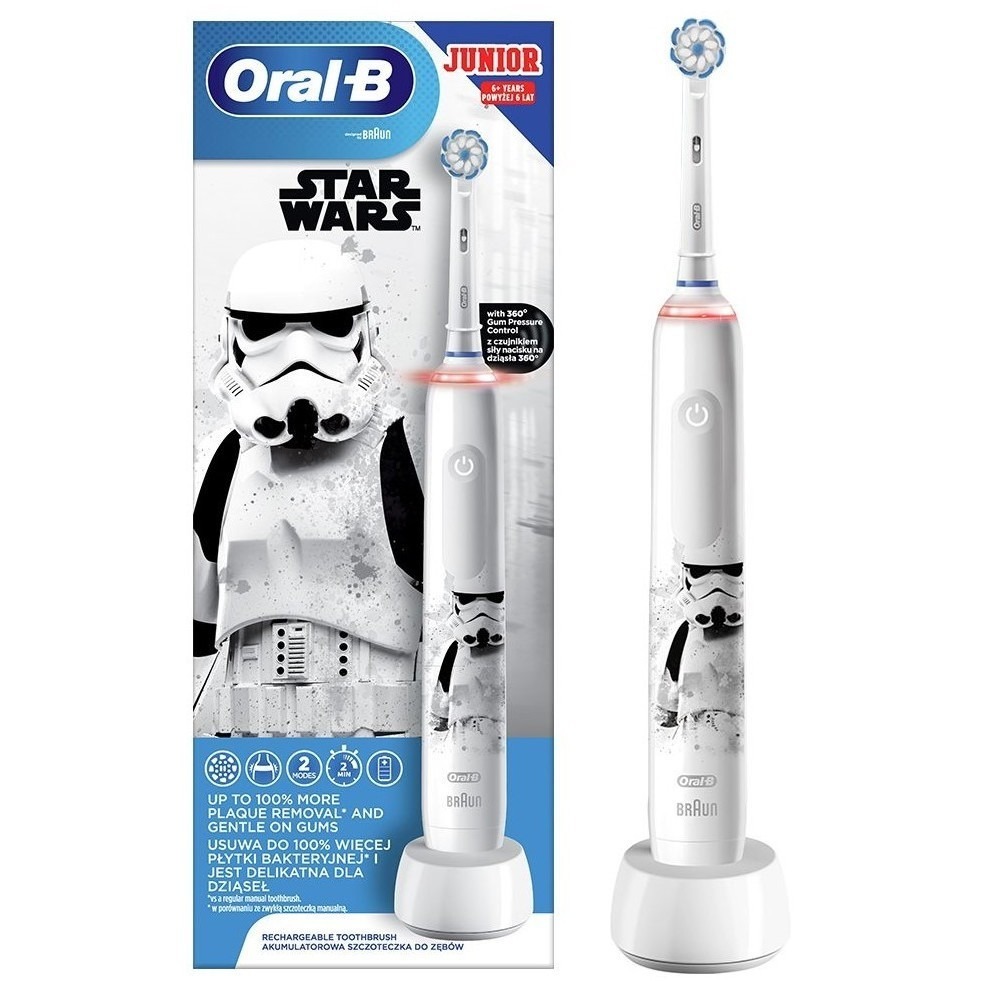 Oral-B
JUNIOR
6+ YEARS
POWYŻEJ 6 LAT
designed by BRAUN
STAR
WARS™
with 360°
Gum Pressure
Control
z czujnikiem
siły nacisku na
dziąsła 360°
Oral-B
2
MODES
2
MIN
UP TO 100% MORE
PLAQUE REMOVAL* AND
GENTLE ON GUMS
USUWA DO 100% WIĘCEJ
PŁYTKI BAKTERYJNEJ* I
JEST DELIKATNA DLA
DZIĄSEŁ
*vs a regular manual toothbrush.
* w porównaniu ze zwykłą szczoteczką manualną.
Oral-B
BRAUN
RECHARGEABLE TOOTHBRUSH
AKUMULATOROWA SZCZOTECZKA DO ZĘBÓW
Oral-B
Oral-B
BRAUN